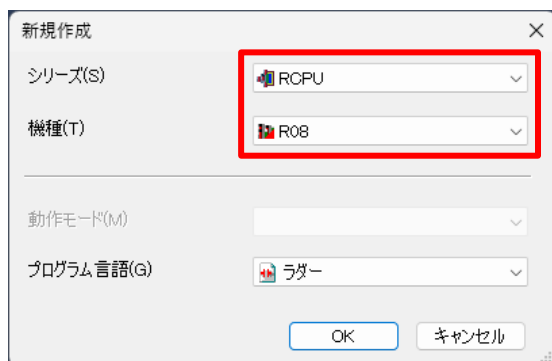 新規作成
シリーズ(S)
RCPU
機種(T)
R08
動作モード(M)
プログラム言語(G)
ラダー
OK
キャンセル